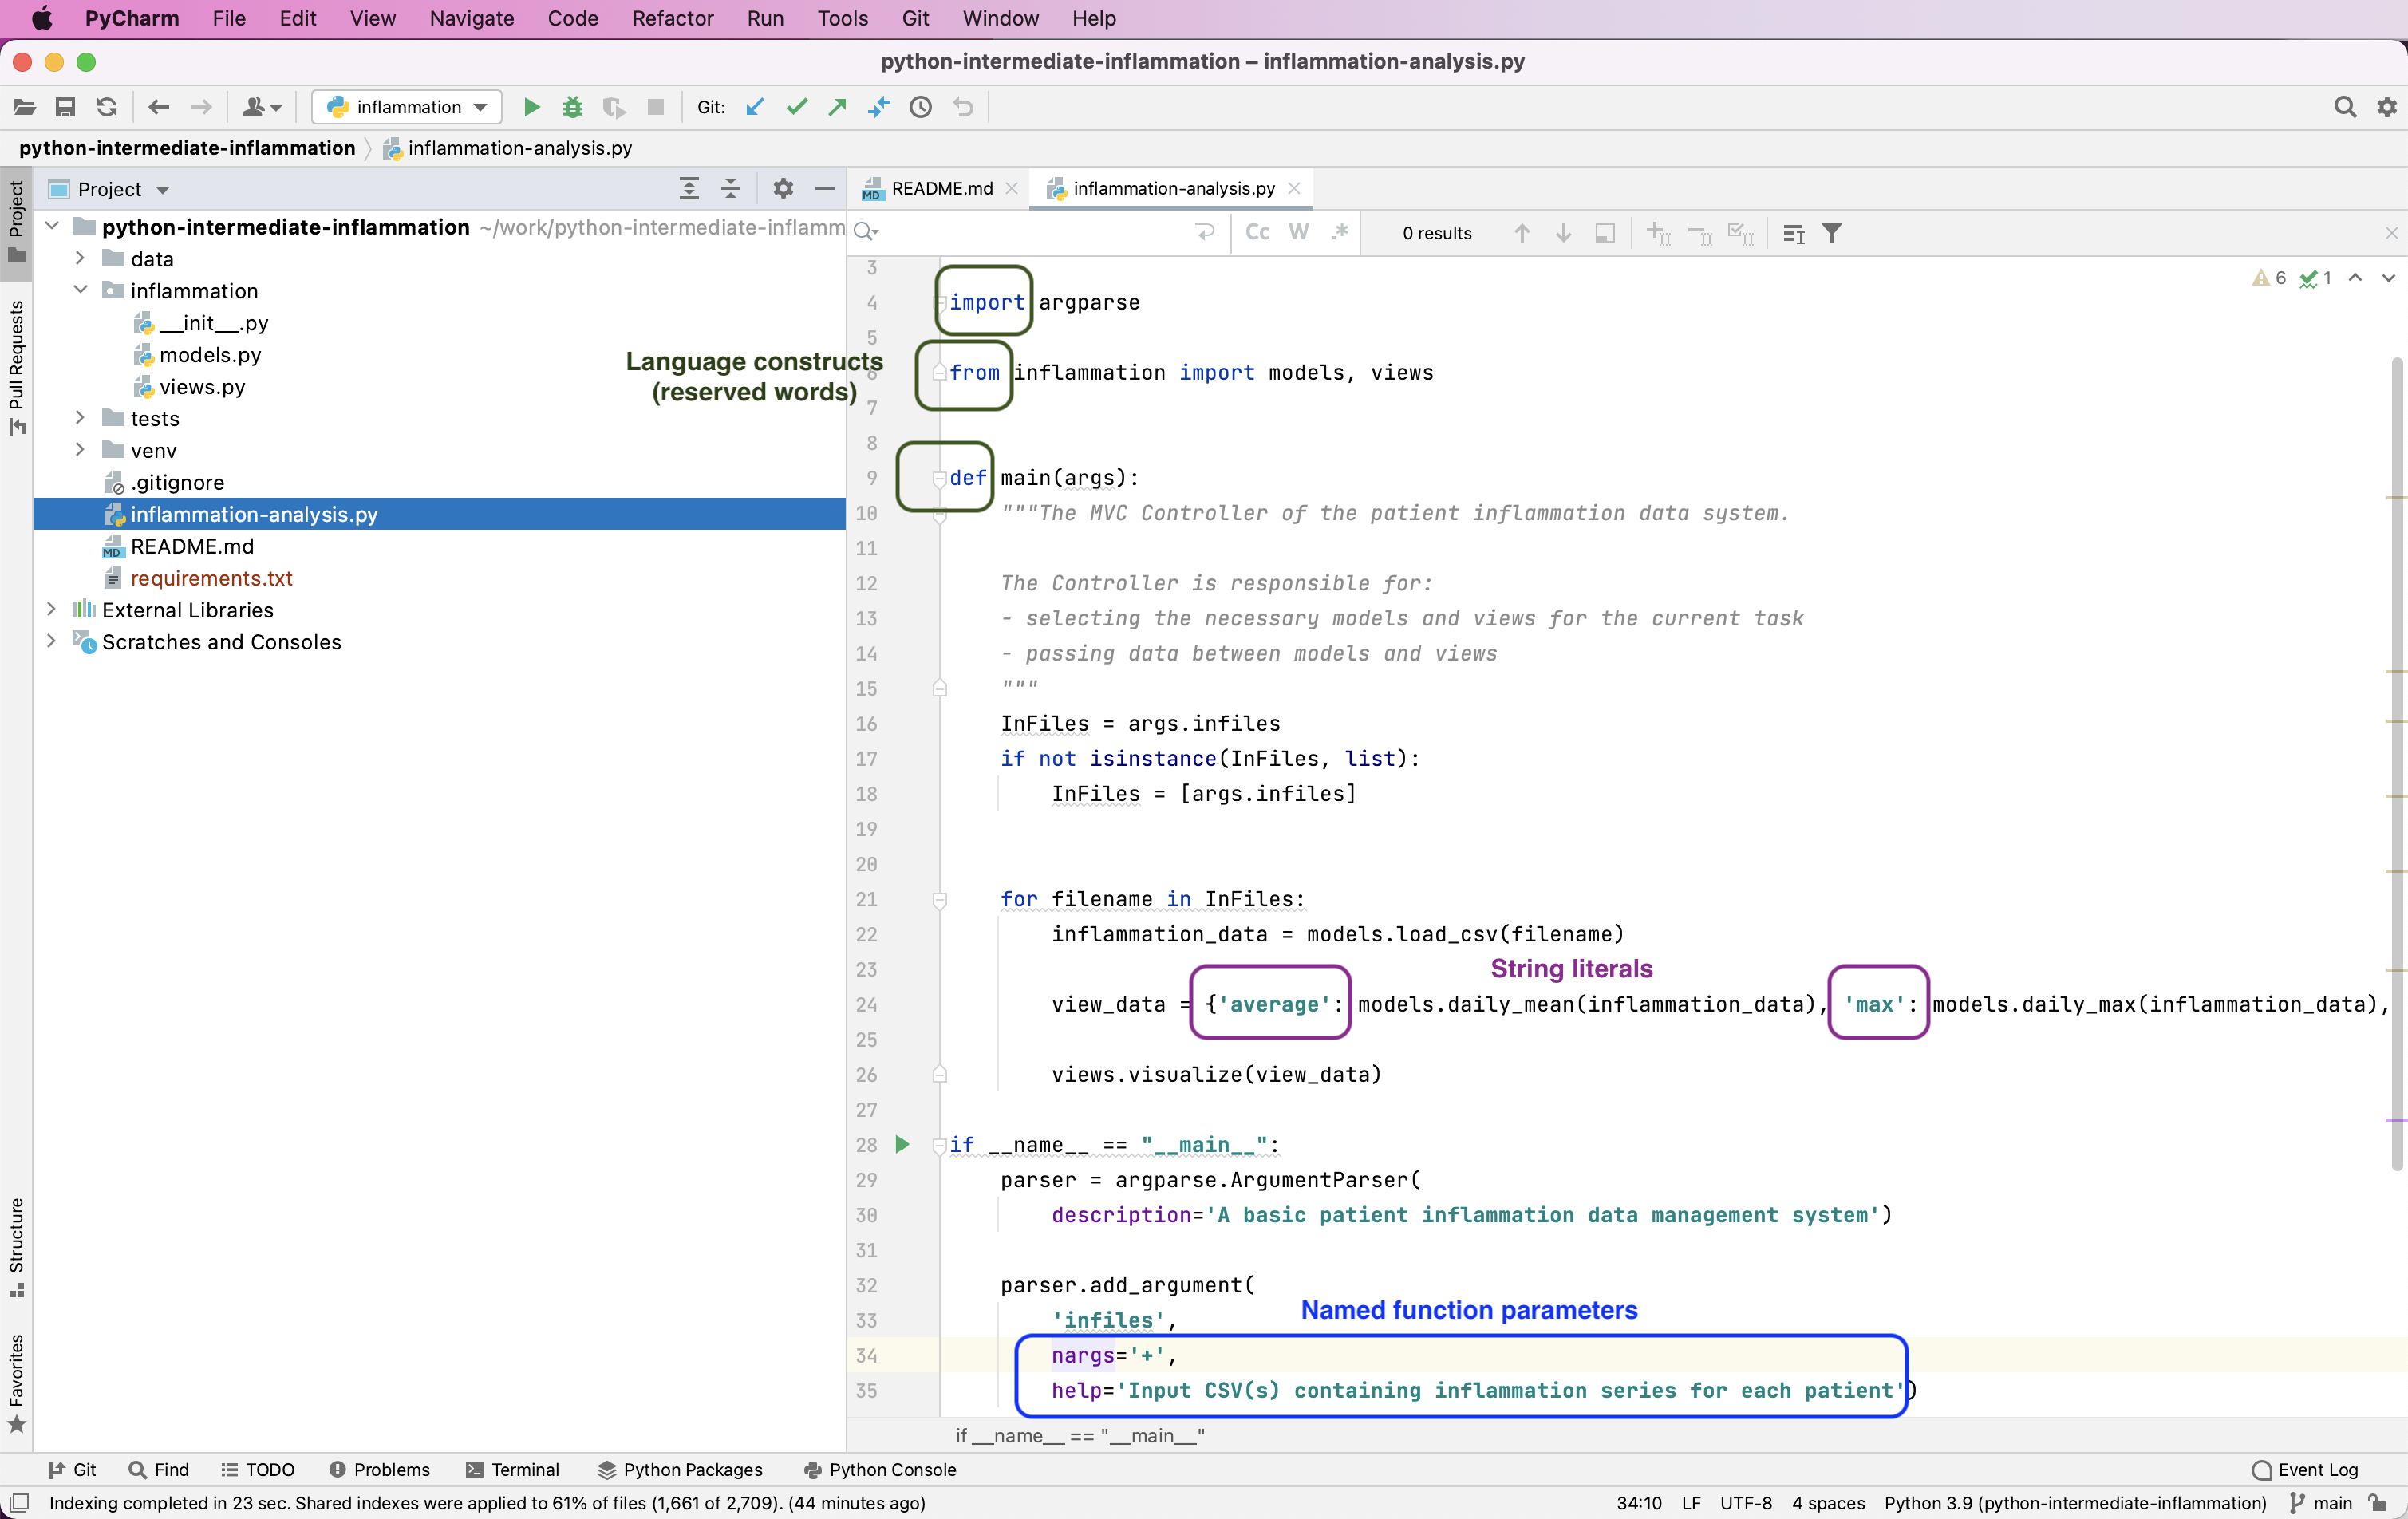 PyCharm File Edit View Navigate Code Refactor Run Tools Git Window Help
python-intermediate-inflammation – inflammation-analysis.py
inflammation Git:
python-intermediate-inflammation inflammation-analysis.py
Project
Pull Requests
Structure
Favorites
Project
python-intermediate-inflammation ~/work/python-intermediate-inflamm
data
inflammation
__init__.py
models.py
views.py
tests
venv
.gitignore
inflammation-analysis.py
README.md
requirements.txt
External Libraries
Scratches and Consoles
README.md inflammation-analysis.py
Cc W .* 0 results
6 1
Language constructs
(reserved words)
3
4 import argparse
5
6 from inflammation import models, views
7
8
9 def main(args):
10 """The MVC Controller of the patient inflammation data system.
11
12 The Controller is responsible for:
13 - selecting the necessary models and views for the current task
14 - passing data between models and views
15 """
16 InFiles = args.infiles
17 if not isinstance(InFiles, list):
18 InFiles = [args.infiles]
19
20
21 for filename in InFiles:
22 inflammation_data = models.load_csv(filename)
23
String literals
24 view_data = {'average': models.daily_mean(inflammation_data), 'max': models.daily_max(inflammation_data),
25
26 views.visualize(view_data)
27
28 if __name__ == "__main__":
29 parser = argparse.ArgumentParser(
30 description='A basic patient inflammation data management system')
31
32 parser.add_argument(
Named function parameters
33 'infiles',
34 nargs='+',
35 help='Input CSV(s) containing inflammation series for each patient')
if __name__ == "__main__"
Git Find TODO Problems Terminal Python Packages Python Console Event Log
Indexing completed in 23 sec. Shared indexes were applied to 61% of files (1,661 of 2,709). (44 minutes ago) 34:10 LF UTF-8 4 spaces Python 3.9 (python-intermediate-inflammation) main